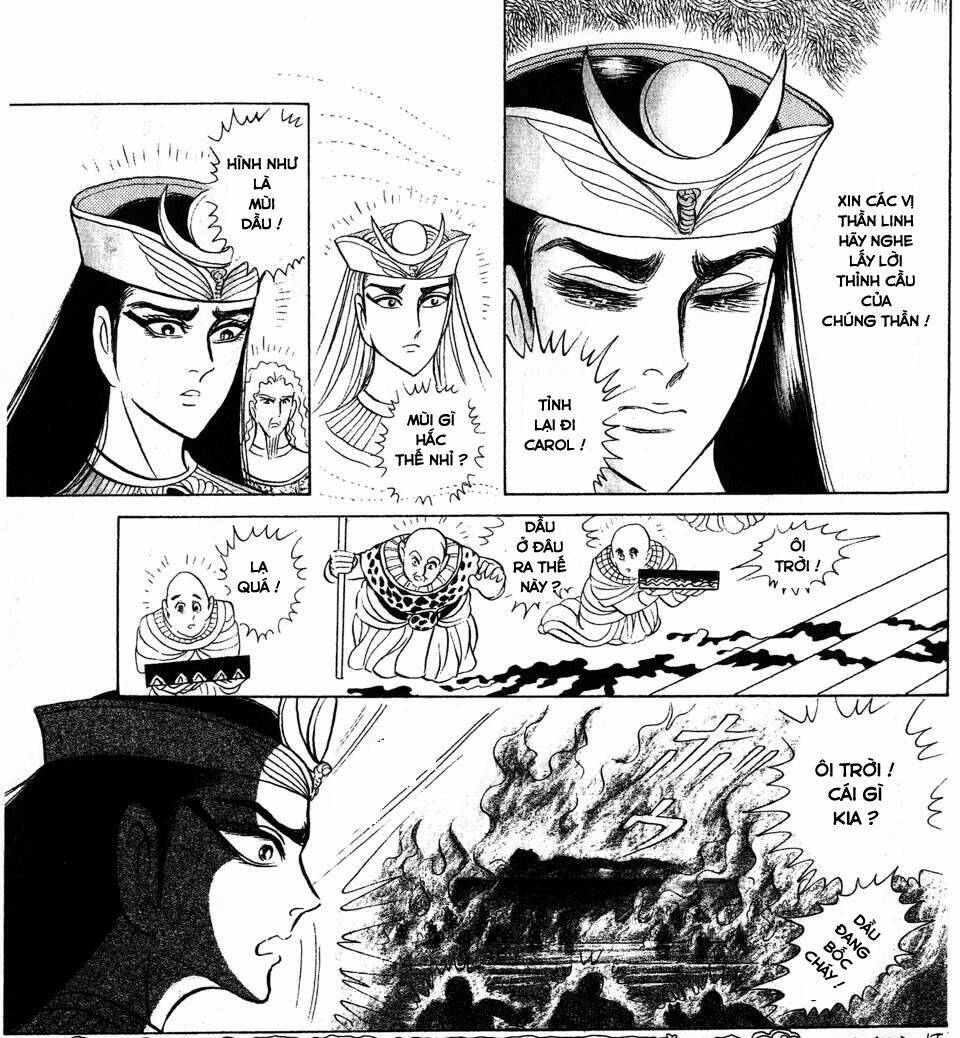 XIN CÁC VỊ
THẦN LINH
HÃY NGHE
LẤY LỜI
THỈNH CẦU
CỦA
CHÚNG THẦN !
TỈNH
LẠI ĐI
CAROL !
MÙI GÌ
HẮC
THẾ NHỈ ?
HÌNH NHƯ
LÀ
MÙI
DẦU !
LẠ
QUÁ !
DẦU
Ở ĐÂU
RA THẾ
NÀY ?
ÔI
TRỜI !
ÔI TRỜI !
CÁI GÌ
KIA ?
ホ
ウ
DẦU
ĐANG
BỐC
CHÁY !